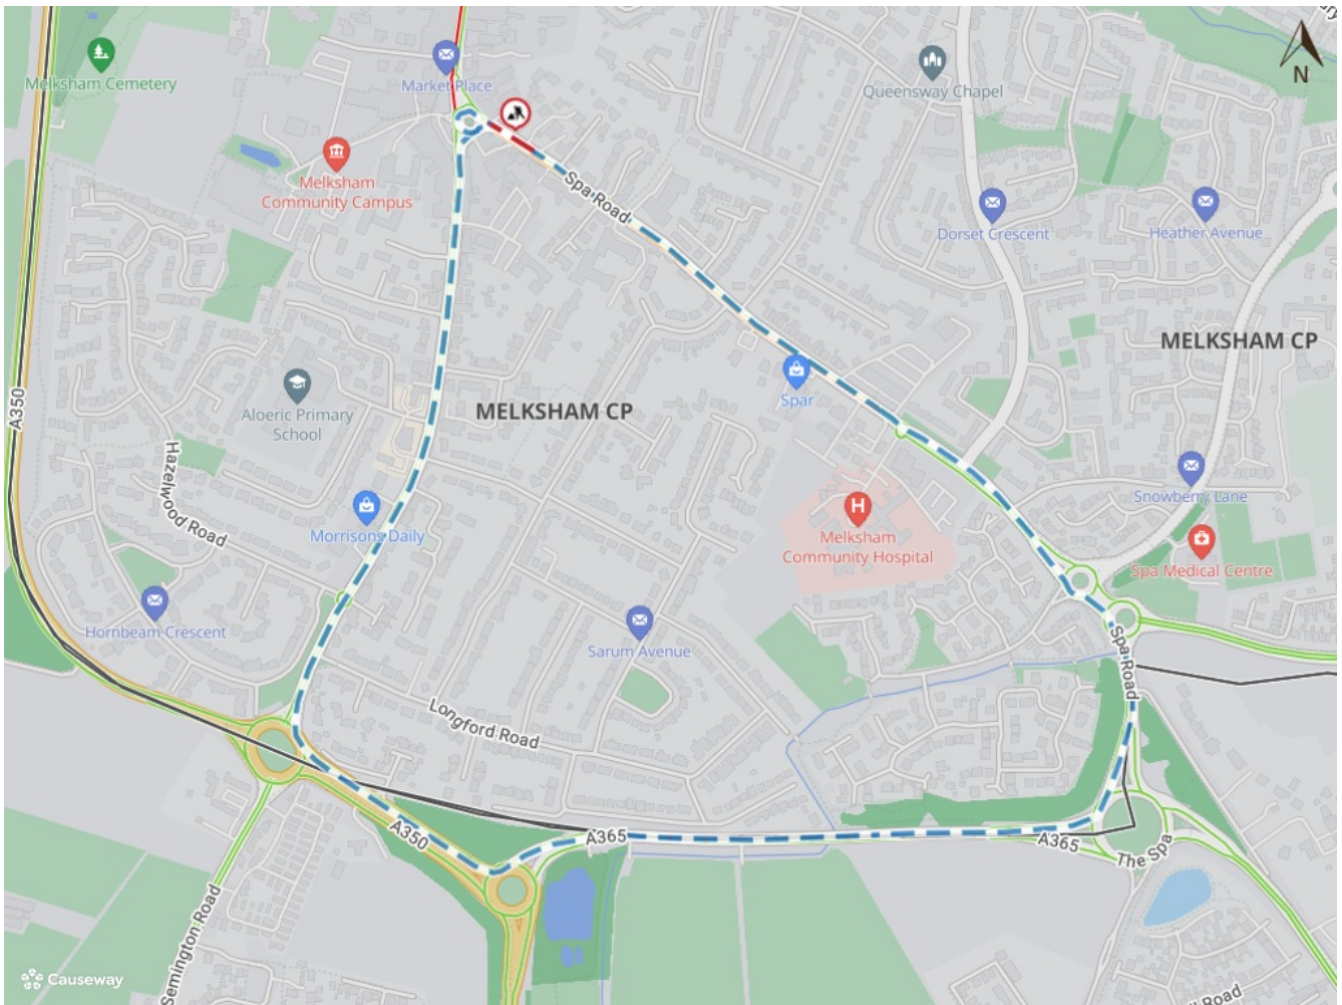 Melksham Cemetery
Market Place
Queensway Chapel
N
Melksham
Community Campus
Spa Road
Dorset Crescent
Heather Avenue
MELKSHAM CP
A350
Aloeric Primary
School
MELKSHAM CP
Spar
Hazelwood Road
Morrisons Daily
H
Melksham
Community Hospital
Snowberry Lane
Spa Medical Centre
Hornbeam Crescent
Sarum Avenue
Spa Road
Longford Road
A350
A365
A365
The Spa
Semington Road
Causeway
Road